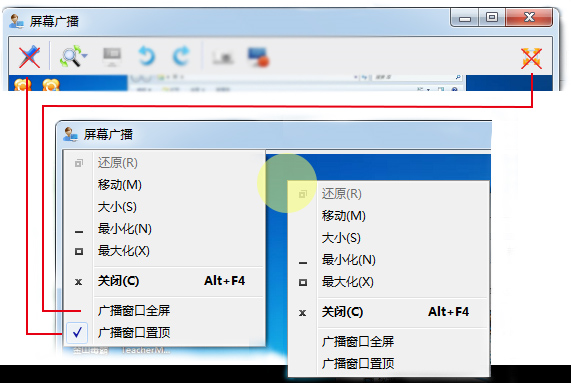 屏幕广播
屏幕广播
还原(R)
移动(M)
大小(S)
最小化(N)
最大化(X)
关闭(C) Alt+F4
广播窗口全屏
广播窗口置顶
TeacherM...
还原(R)
移动(M)
大小(S)
最小化(N)
最大化(X)
关闭(C) Alt+F4
广播窗口全屏
广播窗口置顶